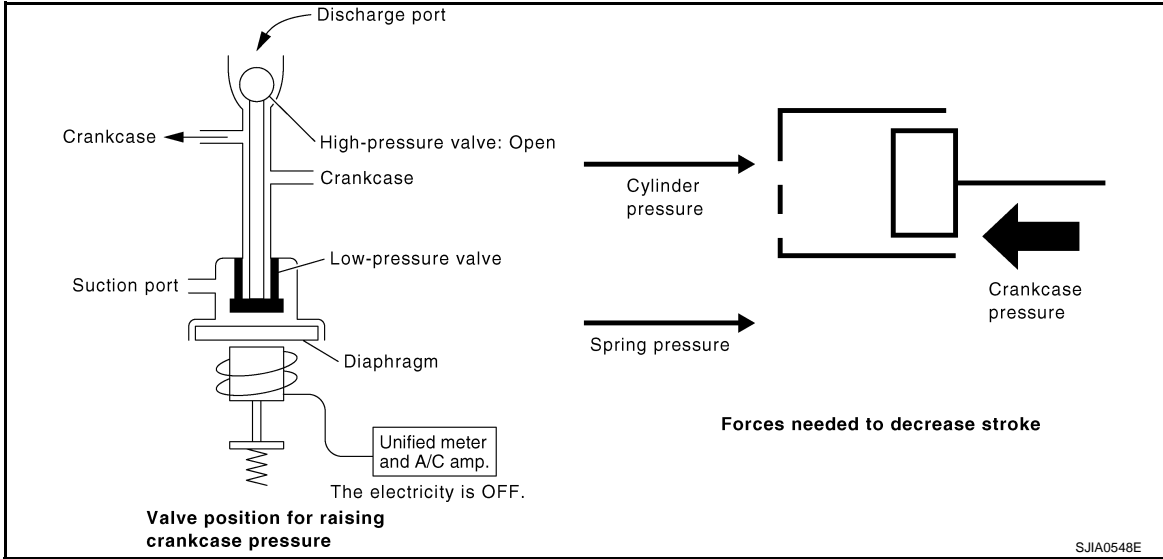 Discharge port
Crankcase
High-pressure valve: Open
Crankcase
Low-pressure valve
Suction port
Diaphragm
Unified meter
and A/C amp.
The electricity is OFF.
Valve position for raising
crankcase pressure
Cylinder
pressure
Crankcase
pressure
Spring pressure
Forces needed to decrease stroke
SJIA0548E